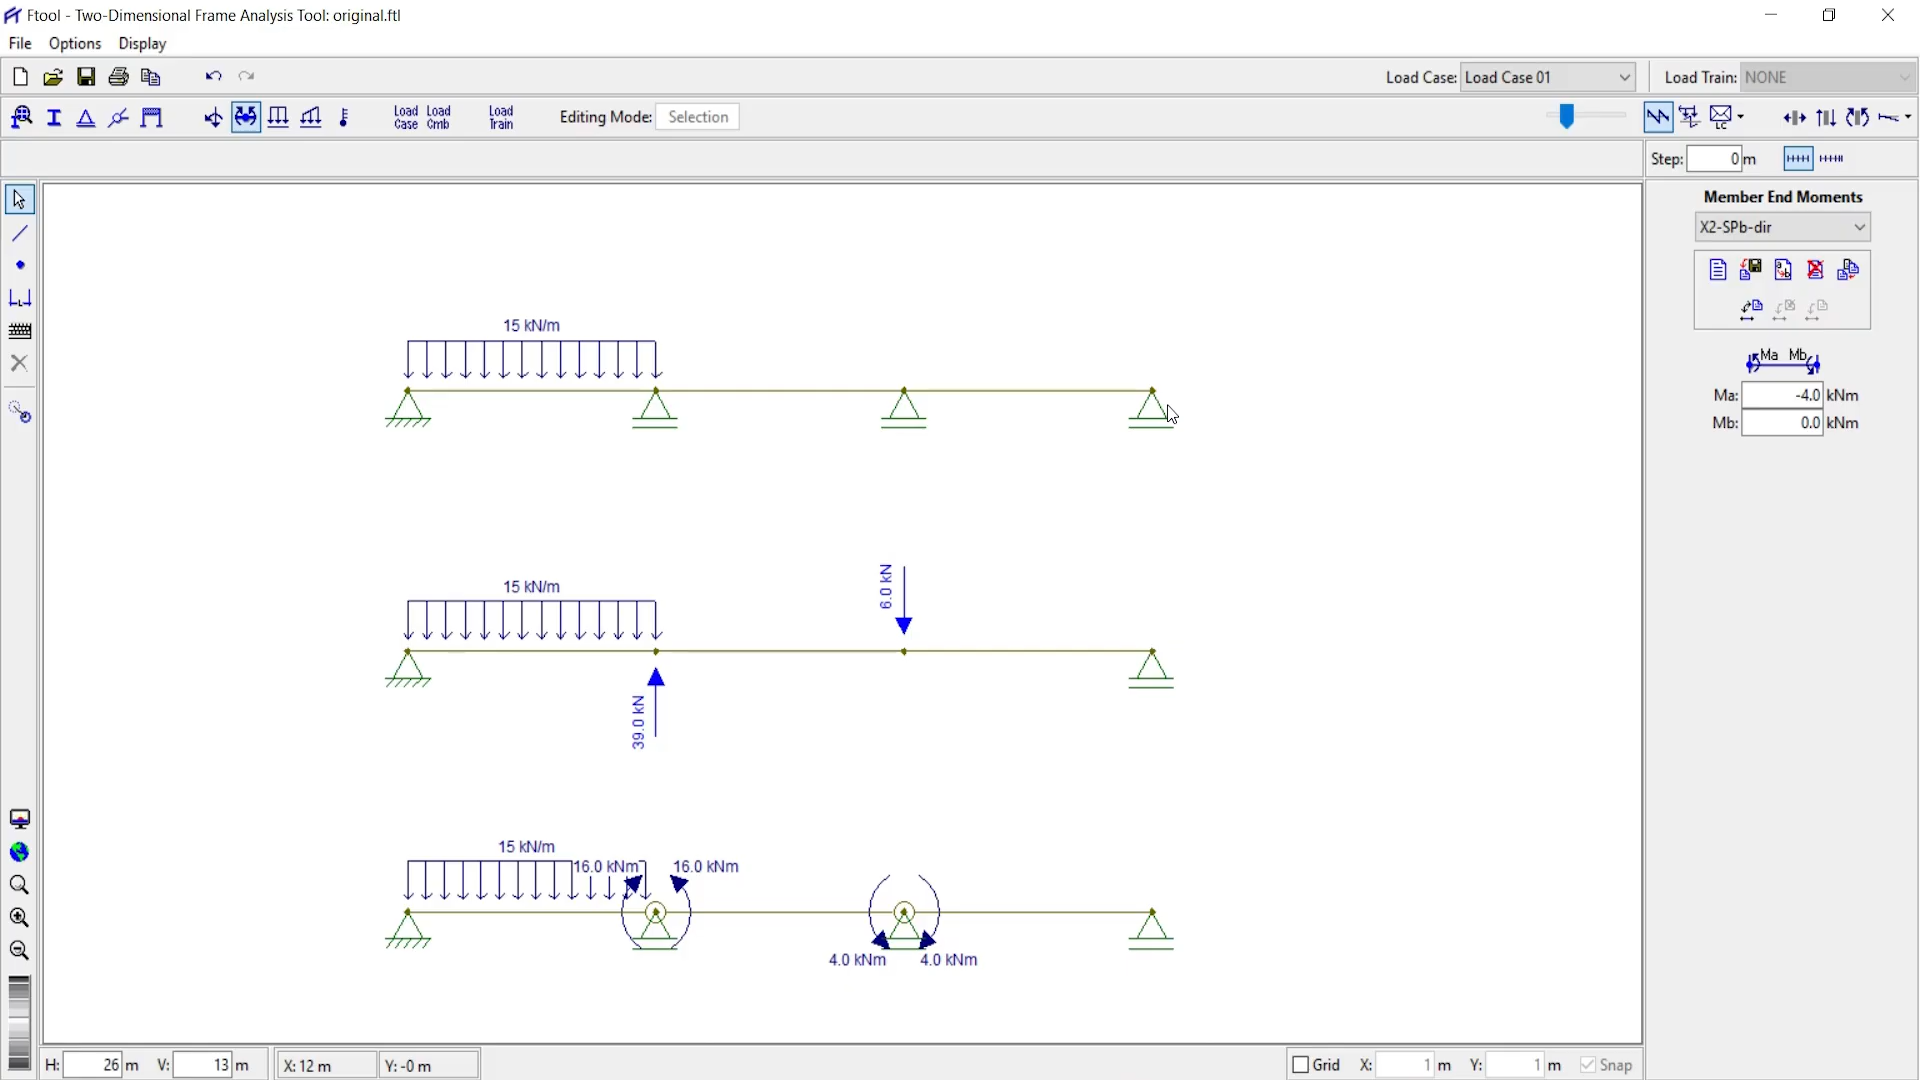 Ftool - Two-Dimensional Frame Analysis Tool: original.ftl
File Options Display
Load Case: Load Case 01 Load Train: NONE
Load Case Load Cmb Load Train Editing Mode: Selection LC
Step: 0 m
Member End Moments
X2-SPb-dir
Ma Mb
Ma: -4.0 kNm
Mb: 0.0 kNm
15 kN/m
6.0 kN
15 kN/m
39.0 kN
15 kN/m
16.0 kNm 16.0 kNm
4.0 kNm 4.0 kNm
H: 26 m V: 13 m X: 12 m Y: -0 m Grid X: 1 m Y: 1 m Snap